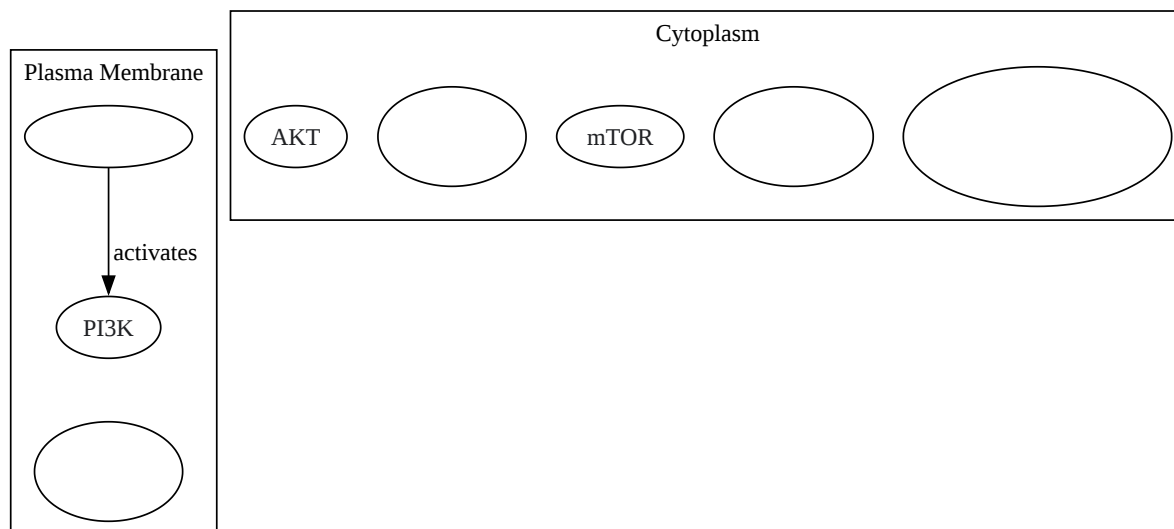 Cytoplasm
Plasma Membrane
AKT
mTOR
activates
PI3K